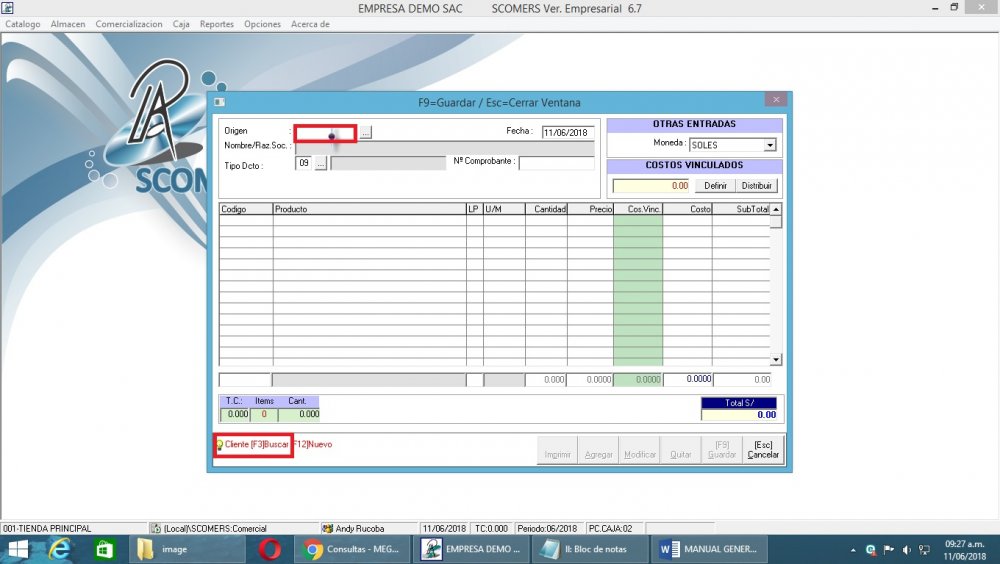 EMPRESA DEMO SAC SCOMERS Ver. Empresarial 6.7
Catalogo Almacen Comercializacion Caja Reportes Opciones Acerca de
SCOM
F9=Guardar / Esc=Cerrar Ventana
Origen : ... Fecha : 11/06/2018
Nombre/Raz.Soc. :
Tipo Dcto : 09 ... Nº Comprobante :
OTRAS ENTRADAS
Moneda : SOLES
COSTOS VINCULADOS
0.00 Definir Distribuir
Codigo Producto LP U/M Cantidad Precio Cos.Vinc. Costo SubTotal
0.000 0.0000 0.0000 0.0000 0.00
T.C.: Items Cant.
0.000 0 0.000
Total S/
0.00
Cliente [F3]Buscar F12]Nuevo
Imprimir Agregar Modificar Quitar [F9] Guardar [Esc] Cancelar
001-TIENDA PRINCIPAL (Local)\SCOMERS:Comercial Andy Rucoba 11/06/2018 TC:0.000 Periodo:06/2018 PC.CAJA:02
image Consultas - MEG... EMPRESA DEMO ... II: Bloc de notas MANUAL GENER... 09:27 a.m.
11/06/2018